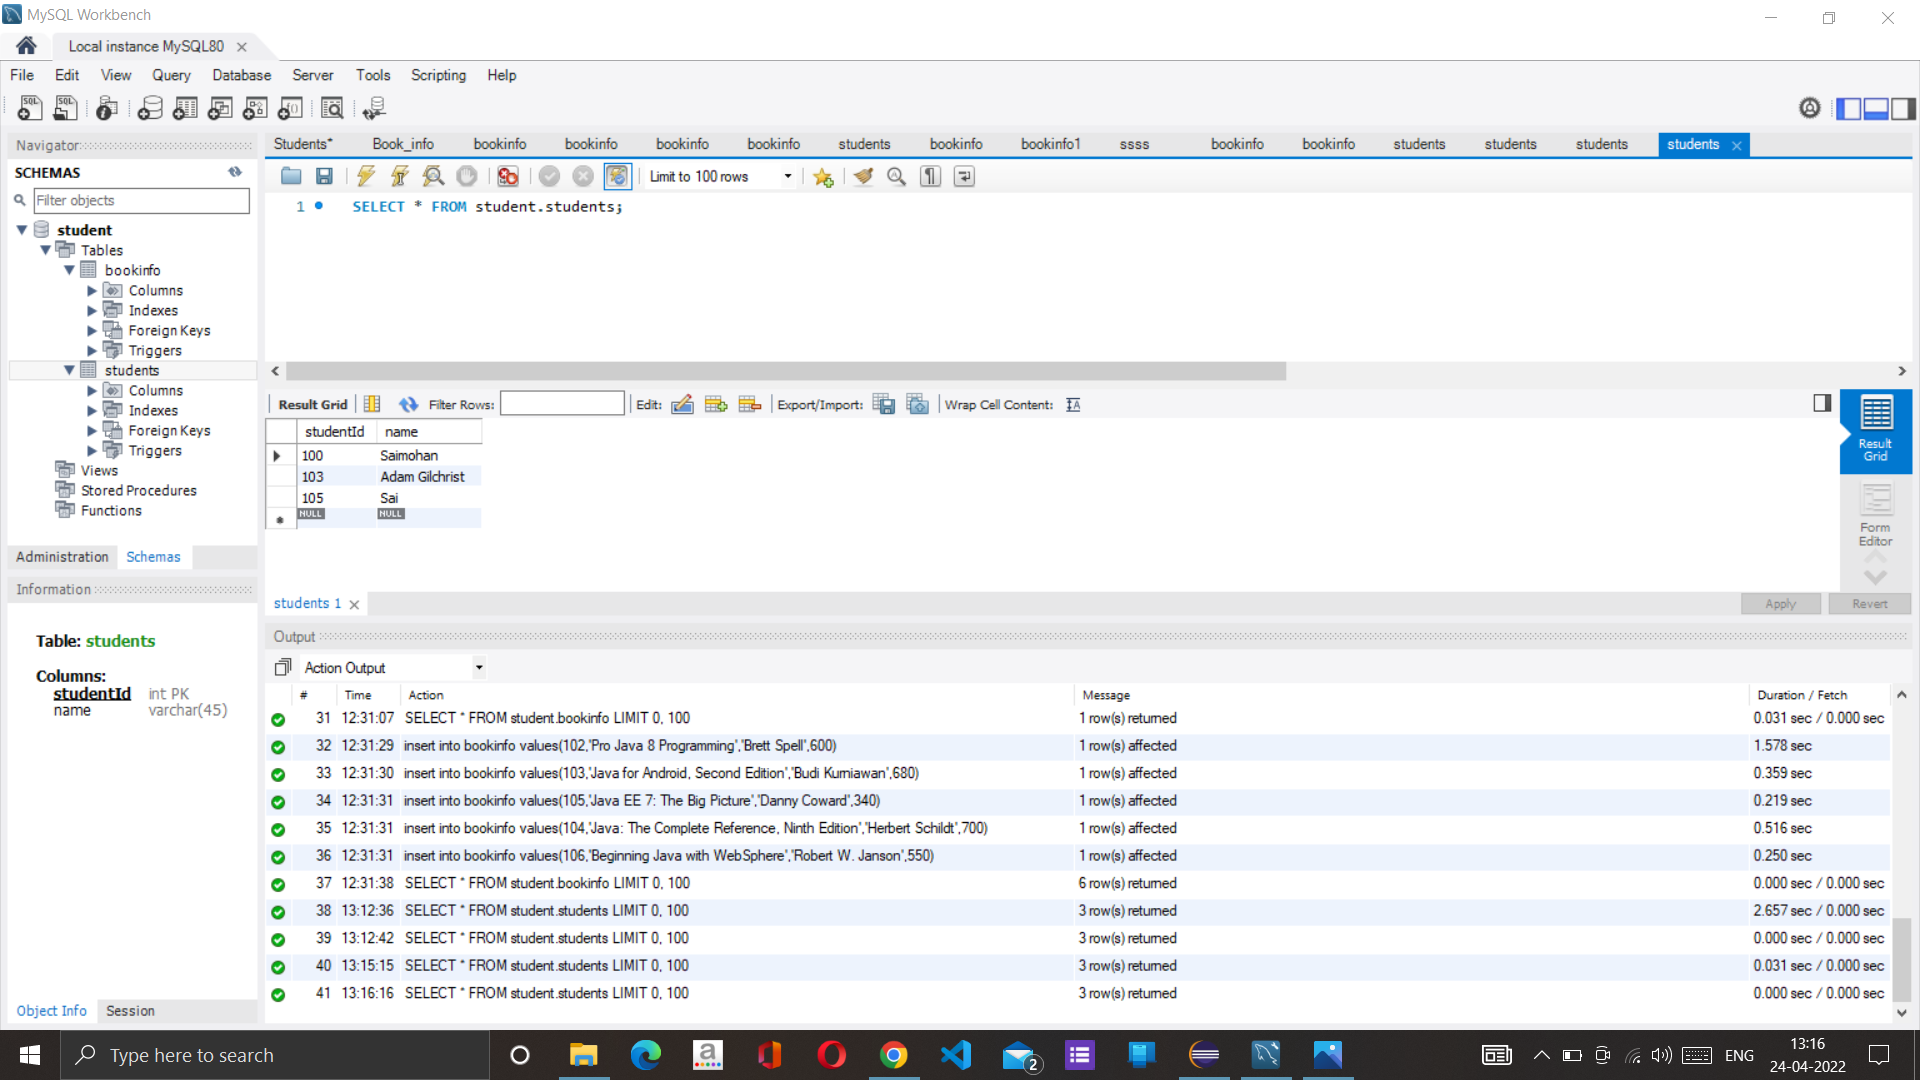 MySQL Workbench
Local instance MySQL80
File Edit View Query Database Server Tools Scripting Help
Navigator
SCHEMAS
Filter objects
student
Tables
bookinfo
Columns
Indexes
Foreign Keys
Triggers
students
Columns
Indexes
Foreign Keys
Triggers
Views
Stored Procedures
Functions
Administration Schemas
Information
Table: students
Columns:
studentId int PK
name varchar(45)
Object Info Session
Students* Book_info bookinfo bookinfo bookinfo bookinfo students bookinfo bookinfo1 ssss bookinfo bookinfo students students students students
Limit to 100 rows
1 SELECT * FROM student.students;
Result Grid Filter Rows: Edit: Export/Import: Wrap Cell Content:
studentId name
100 Saimohan
103 Adam Gilchrist
105 Sai
NULL NULL
Result
Grid
Form
Editor
students 1
Apply Revert
Output
Action Output
# Time Action Message Duration / Fetch
31 12:31:07 SELECT * FROM student.bookinfo LIMIT 0, 100 1 row(s) returned 0.031 sec / 0.000 sec
32 12:31:29 insert into bookinfo values(102,'Pro Java 8 Programming','Brett Spell',600) 1 row(s) affected 1.578 sec
33 12:31:30 insert into bookinfo values(103,'Java for Android, Second Edition','Budi Kurniawan',680) 1 row(s) affected 0.359 sec
34 12:31:31 insert into bookinfo values(105,'Java EE 7: The Big Picture','Danny Coward',340) 1 row(s) affected 0.219 sec
35 12:31:31 insert into bookinfo values(104,'Java: The Complete Reference, Ninth Edition','Herbert Schildt',700) 1 row(s) affected 0.516 sec
36 12:31:31 insert into bookinfo values(106,'Beginning Java with WebSphere','Robert W. Janson',550) 1 row(s) affected 0.250 sec
37 12:31:38 SELECT * FROM student.bookinfo LIMIT 0, 100 6 row(s) returned 0.000 sec / 0.000 sec
38 13:12:36 SELECT * FROM student.students LIMIT 0, 100 3 row(s) returned 2.657 sec / 0.000 sec
39 13:12:42 SELECT * FROM student.students LIMIT 0, 100 3 row(s) returned 0.000 sec / 0.000 sec
40 13:15:15 SELECT * FROM student.students LIMIT 0, 100 3 row(s) returned 0.031 sec / 0.000 sec
41 13:16:16 SELECT * FROM student.students LIMIT 0, 100 3 row(s) returned 0.000 sec / 0.000 sec
Type here to search
2
ENG
13:16
24-04-2022